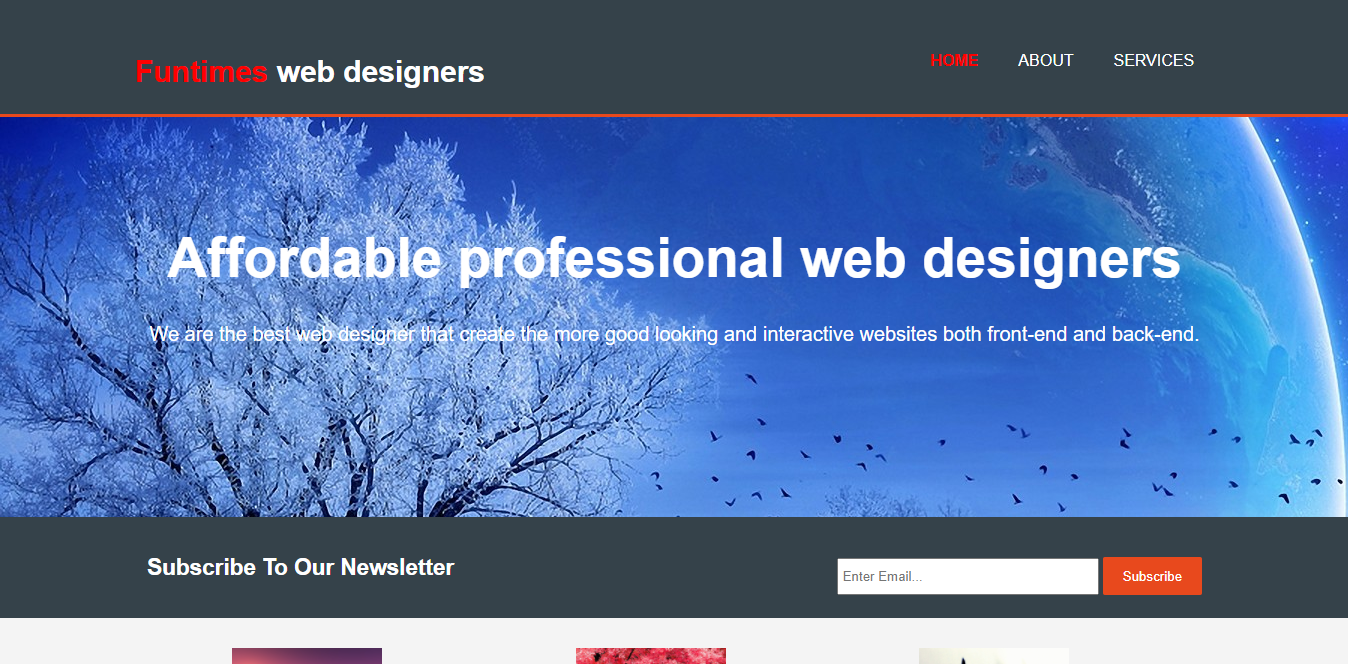 Funtimes web designers
HOME ABOUT SERVICES
Affordable professional web designers
We are the best web designer that create the more good looking and interactive websites both front-end and back-end.
Subscribe To Our Newsletter
Enter Email... Subscribe